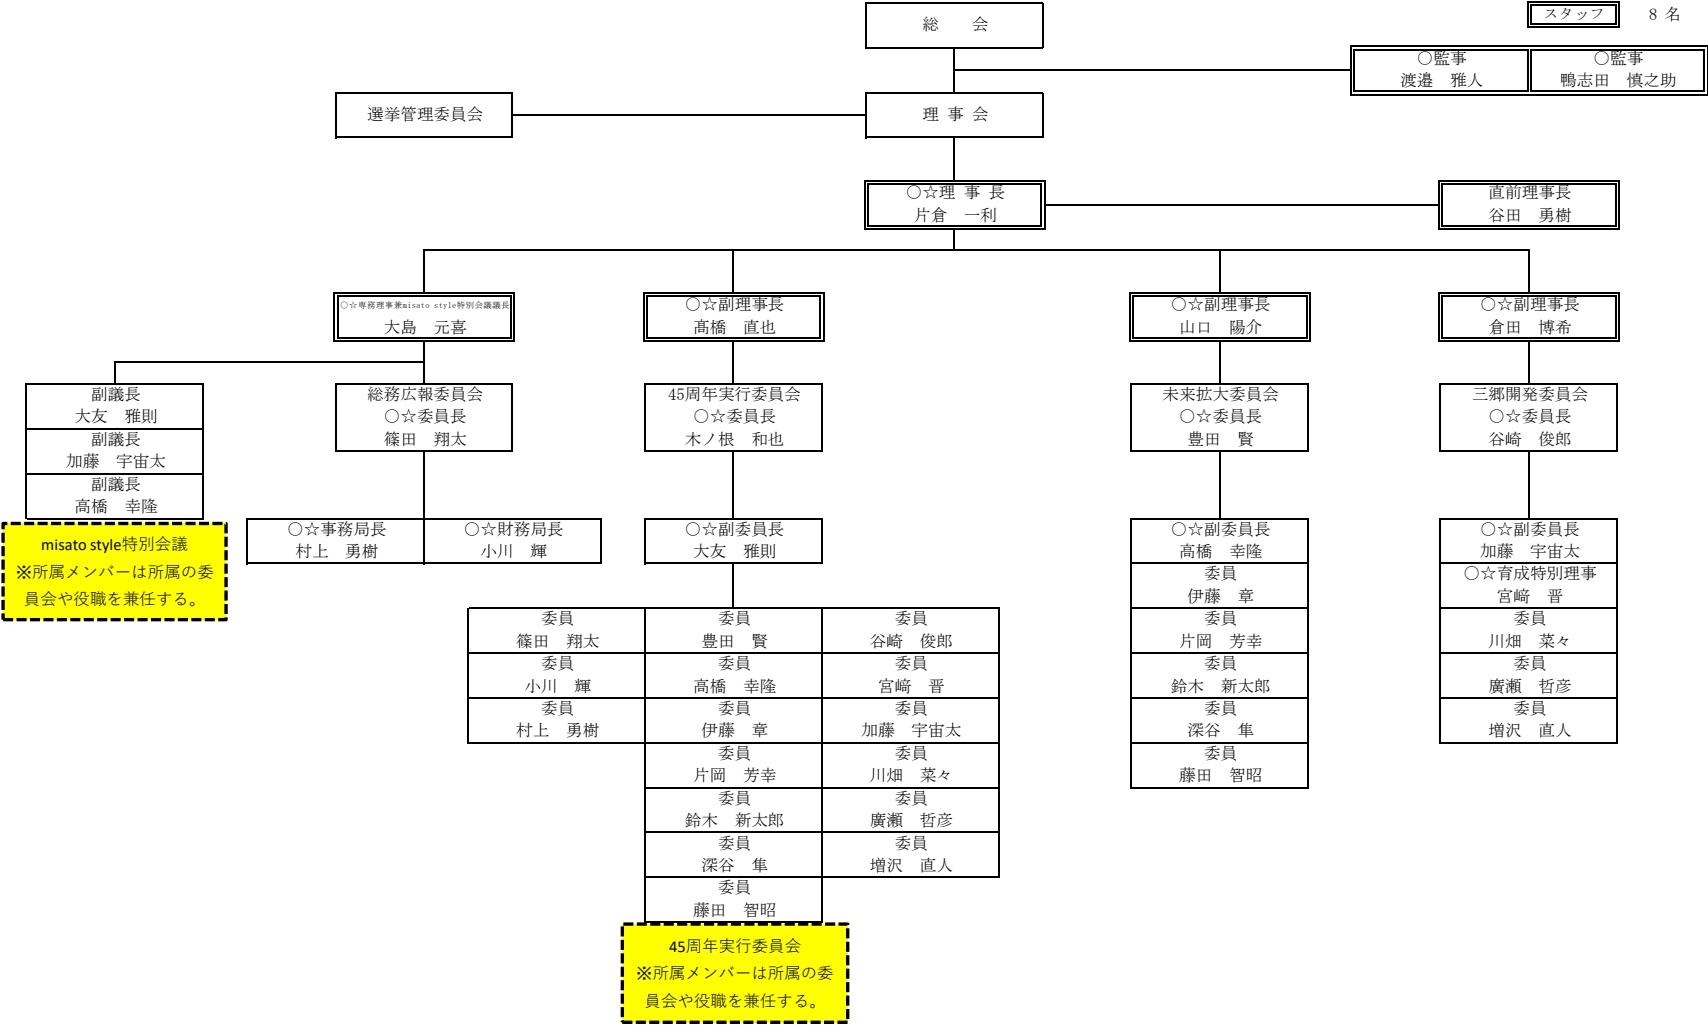 総　会
スタッフ　8 名
○監事
渡邉　雅人
○監事
鴨志田　慎之助
選挙管理委員会
理 事 会
○☆理 事 長
片倉　一利
直前理事長
谷田　勇樹
○☆専務理事兼misato style特別会議議長
大島　元喜
○☆副理事長
髙橋　直也
○☆副理事長
山口　陽介
○☆副理事長
倉田　博希
副議長
大友　雅則
副議長
加藤　宇宙太
副議長
高橋　幸隆
misato style特別会議
※所属メンバーは所属の委
員会や役職を兼任する。
総務広報委員会
○☆委員長
篠田　翔太
○☆事務局長
村上　勇樹
○☆財務局長
小川　輝
45周年実行委員会
○☆委員長
木ノ根　和也
○☆副委員長
大友　雅則
委員
篠田　翔太
委員
豊田　賢
委員
谷崎　俊郎
委員
小川　輝
委員
高橋　幸隆
委員
宮﨑　晋
委員
村上　勇樹
委員
伊藤　章
委員
加藤　宇宙太
委員
片岡　芳幸
委員
川畑　菜々
委員
鈴木　新太郎
委員
廣瀬　哲彦
委員
深谷　隼
委員
増沢　直人
委員
藤田　智昭
45周年実行委員会
※所属メンバーは所属の委
員会や役職を兼任する。
未来拡大委員会
○☆委員長
豊田　賢
○☆副委員長
高橋　幸隆
委員
伊藤　章
委員
片岡　芳幸
委員
鈴木　新太郎
委員
深谷　隼
委員
藤田　智昭
三郷開発委員会
○☆委員長
谷崎　俊郎
○☆副委員長
加藤　宇宙太
○☆育成特別理事
宮﨑　晋
委員
川畑　菜々
委員
廣瀬　哲彦
委員
増沢　直人